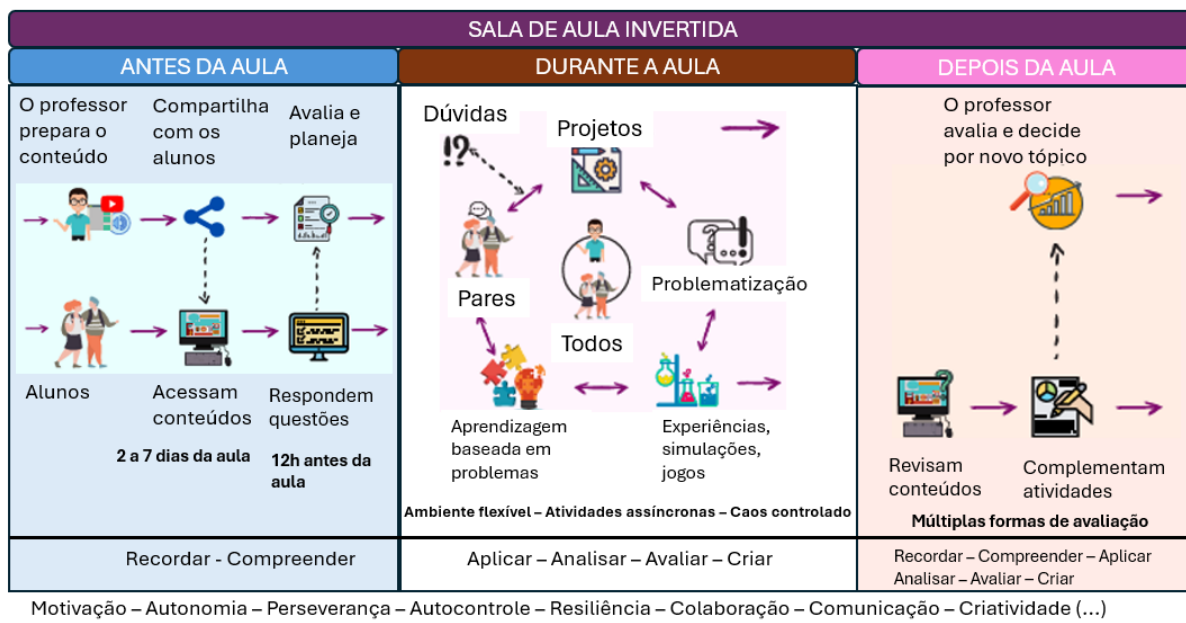 SALA DE AULA INVERTIDA
ANTES DA AULA
O professor
prepara o
conteúdo
Compartilha
com os
alunos
Avalia e
planeja
Alunos
Acessam
conteúdos
Respondem
questões
2 a 7 dias da aula
12h antes da
aula
Recordar - Compreender
DURANTE A AULA
Dúvidas
!?
Projetos
Pares
Problematização
Todos
Aprendizagem
baseada em
problemas
Experiências,
simulações,
jogos
Ambiente flexível – Atividades assíncronas – Caos controlado
Aplicar – Analisar – Avaliar – Criar
DEPOIS DA AULA
O professor
avalia e decide
por novo tópico
Revisam
conteúdos
Complementam
atividades
Múltiplas formas de avaliação
Recordar – Compreender – Aplicar
Analisar – Avaliar – Criar
Motivação – Autonomia – Perseverança – Autocontrole – Resiliência – Colaboração – Comunicação – Criatividade (...)